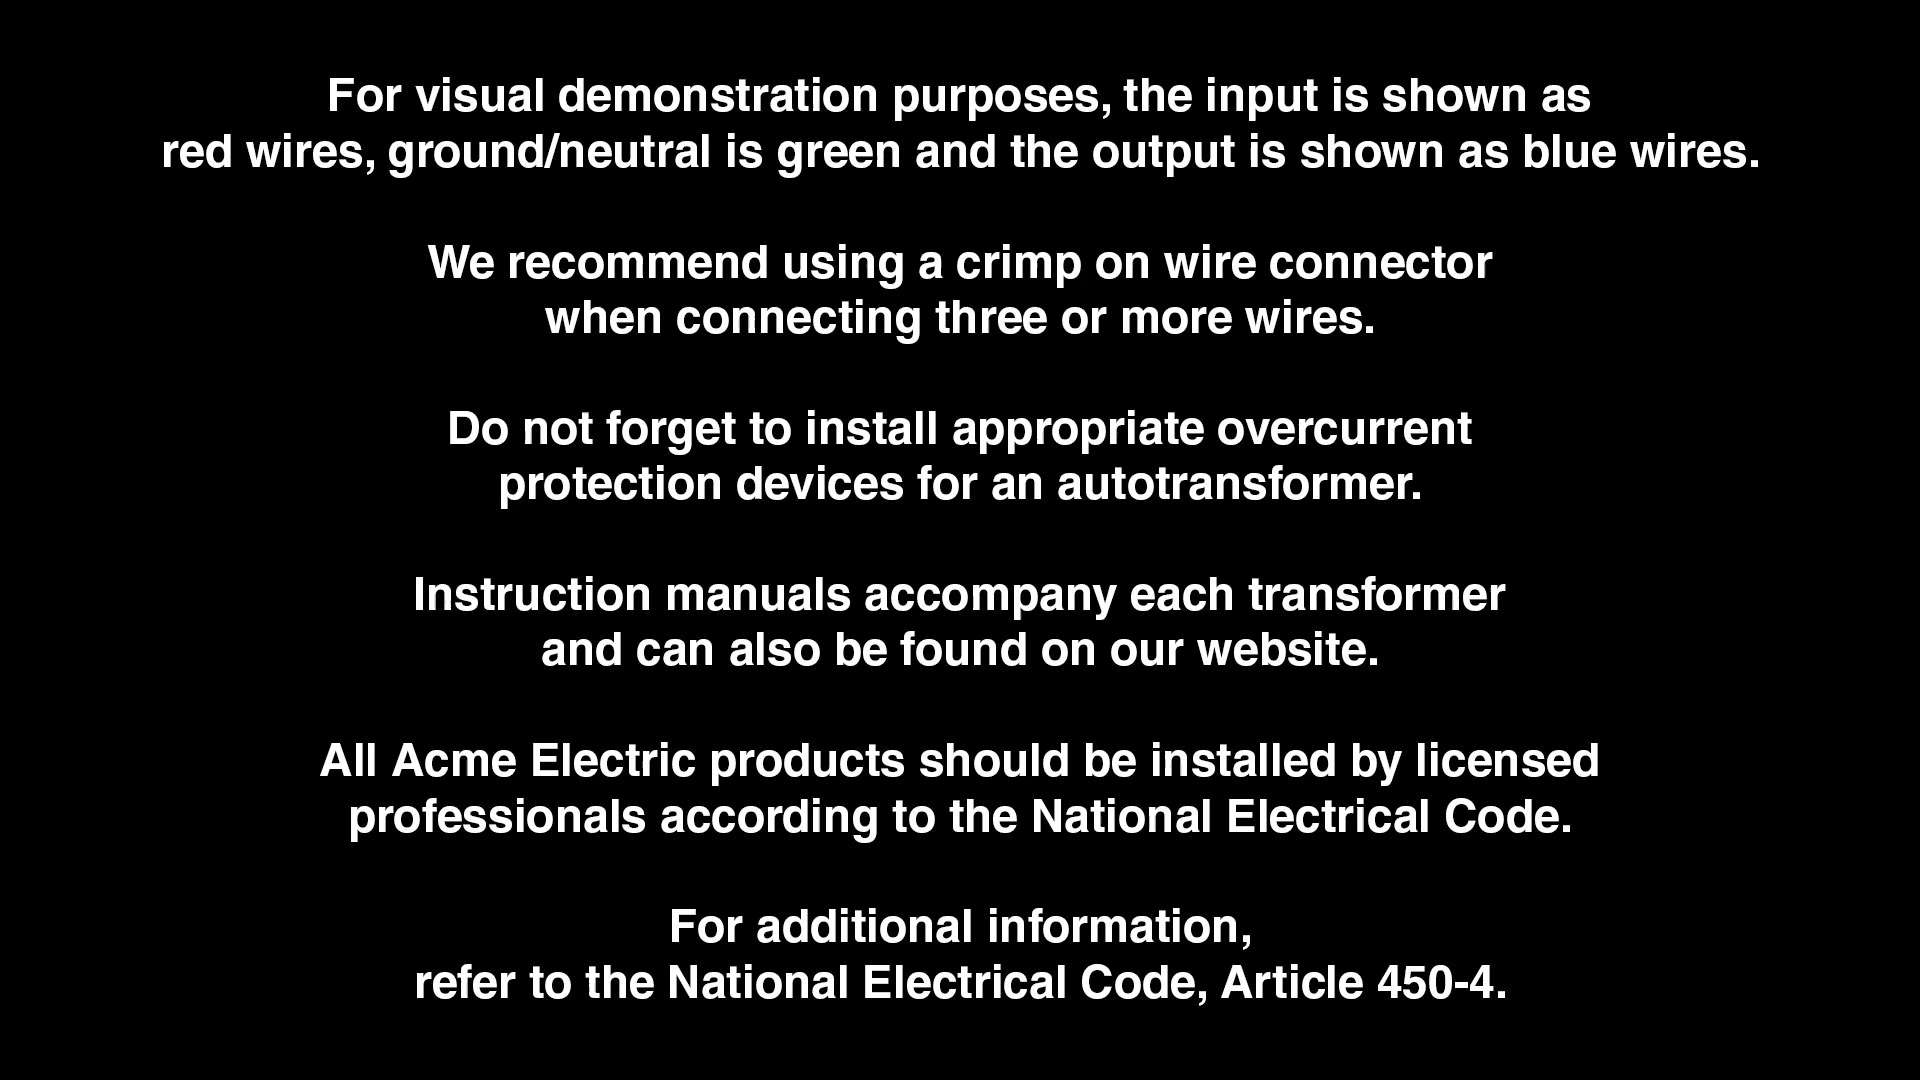 For visual demonstration purposes, the input is shown as
red wires, ground/neutral is green and the output is shown as blue wires.
We recommend using a crimp on wire connector
when connecting three or more wires.
Do not forget to install appropriate overcurrent
protection devices for an autotransformer.
Instruction manuals accompany each transformer
and can also be found on our website.
All Acme Electric products should be installed by licensed
professionals according to the National Electrical Code.
For additional information,
refer to the National Electrical Code, Article 450-4.